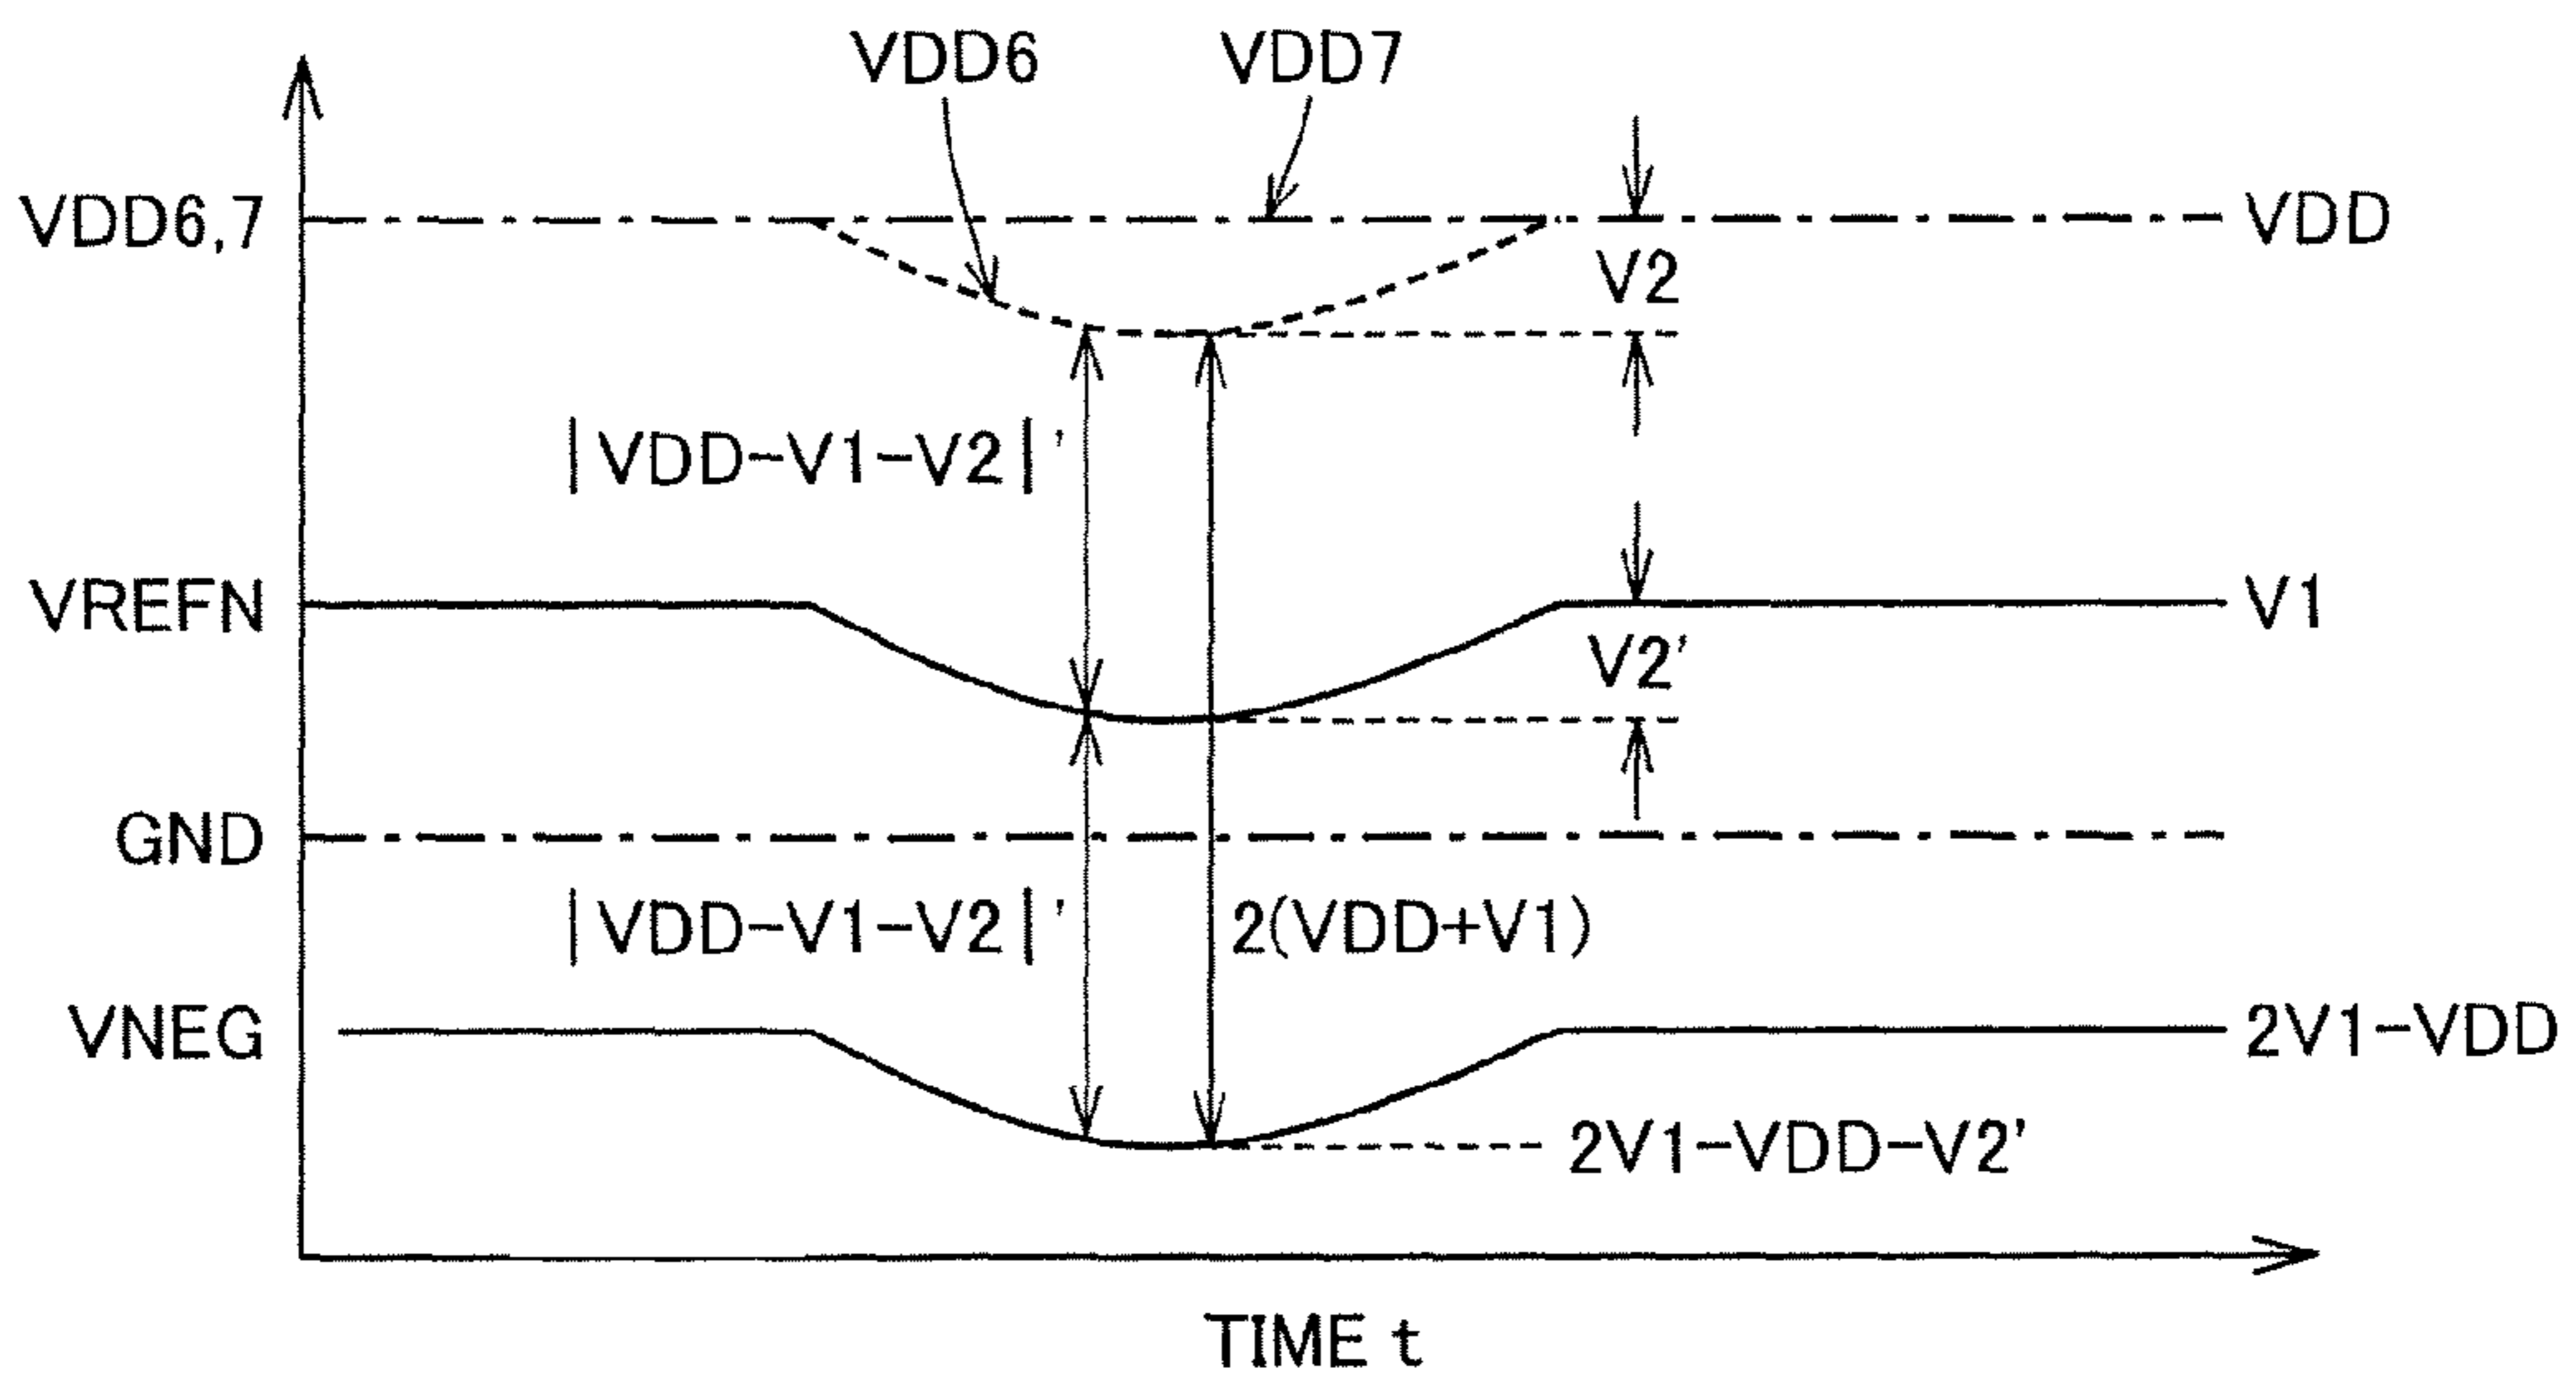 VDD6
VDD7
VDD6,7
VDD
V2
|VDD-V1-V2|'
VREFN
V1
V2'
GND
|VDD-V1-V2|'
2(VDD+V1)
VNEG
2V1-VDD
2V1-VDD-V2'
TIME t